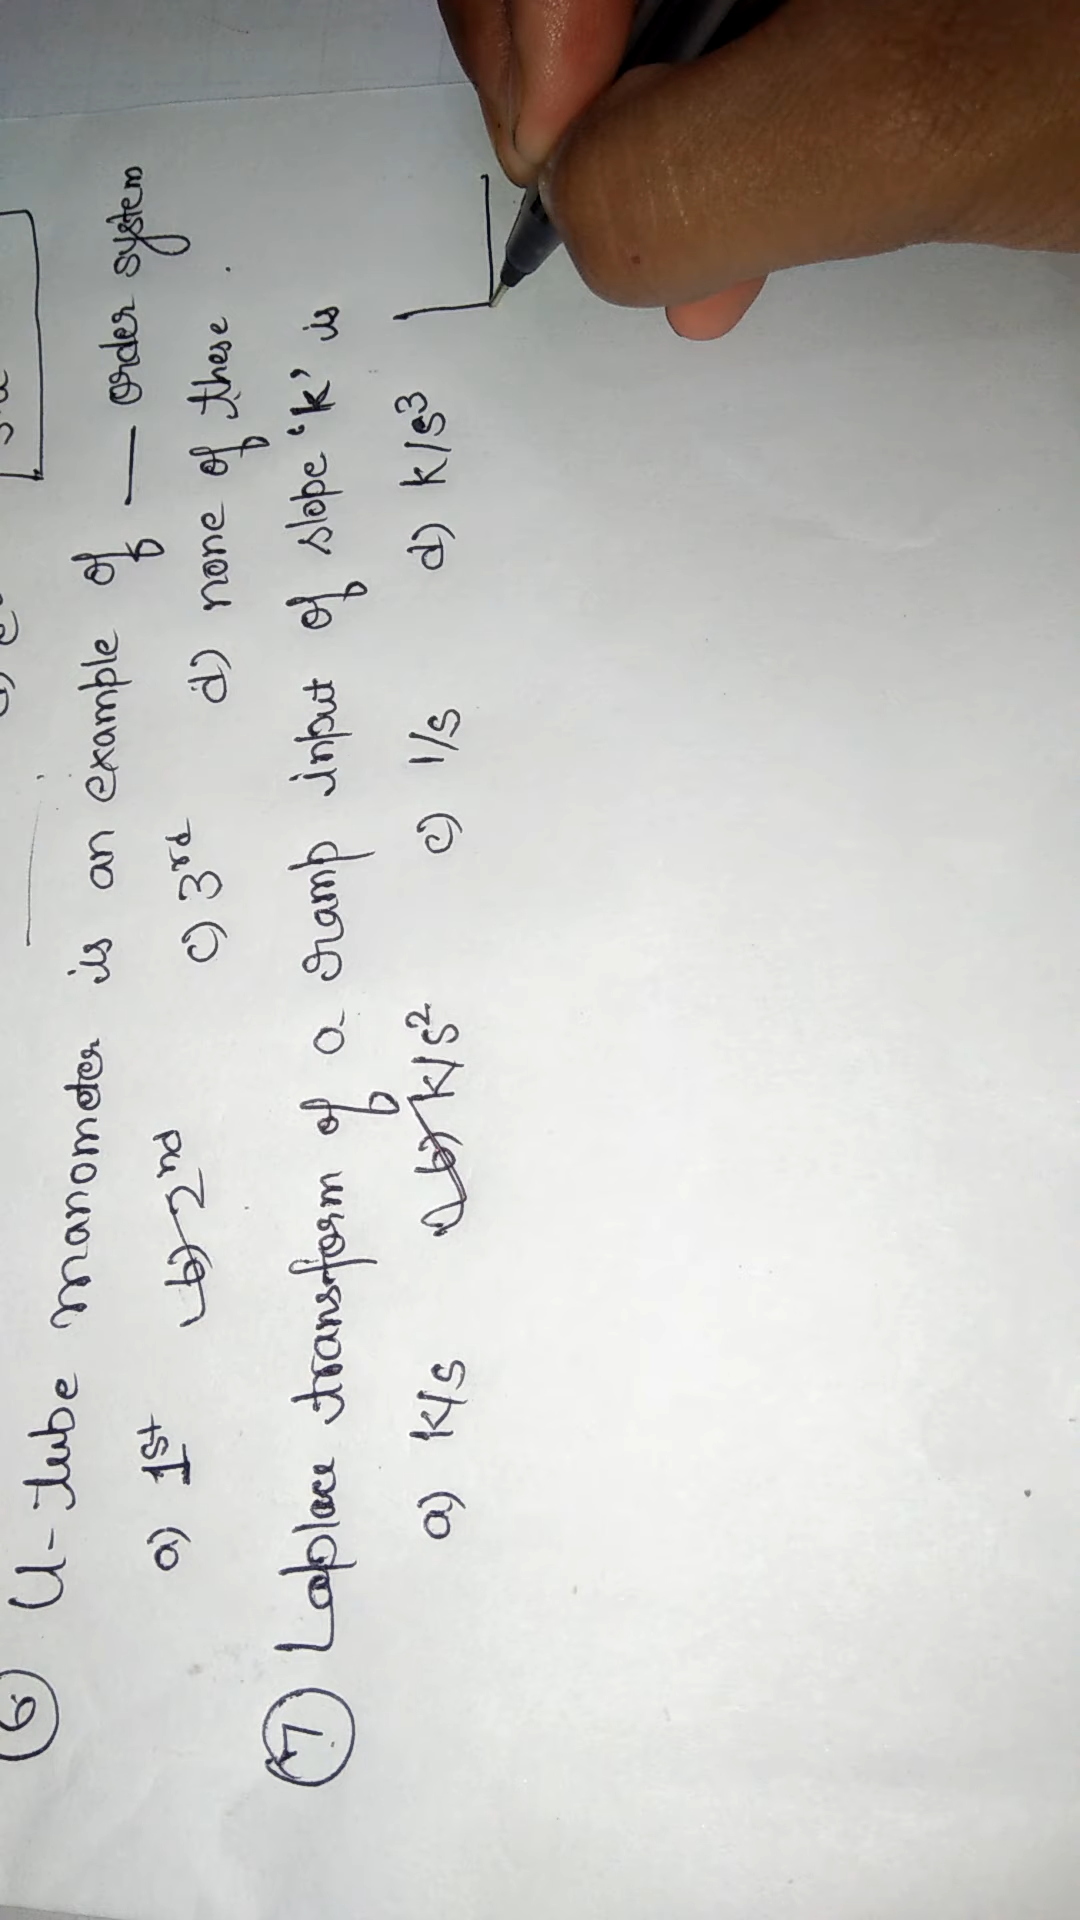 6 U-tube manometer is an example of — order system
a) 1st b) 2nd c) 3rd d) none of these.
7 Laplace transform of a ramp input of slope 'k' is
a) k/s b) k/s² c) 1/s d) k/s³